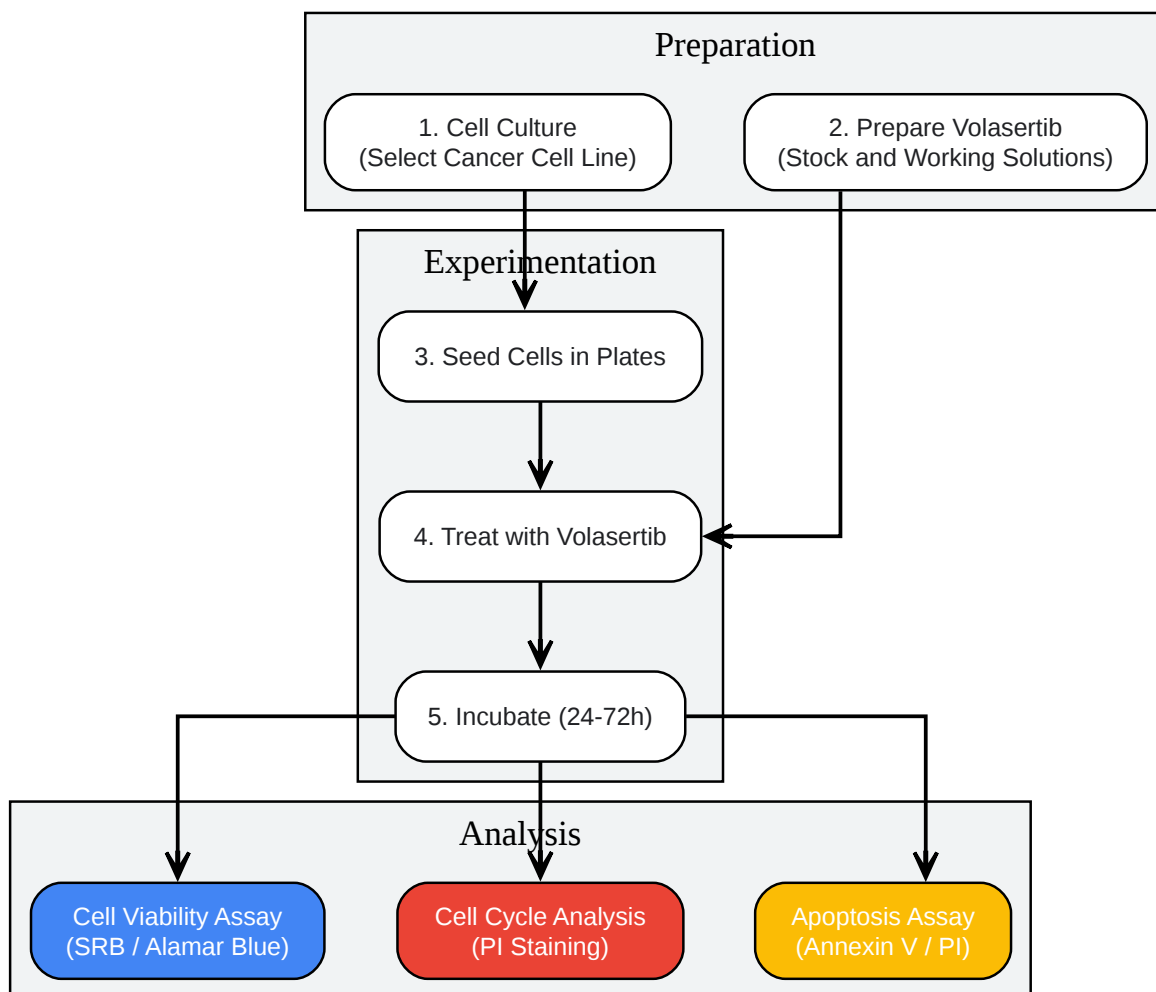 Preparation
1. Cell Culture
(Select Cancer Cell Line)
2. Prepare Volasertib
(Stock and Working Solutions)
Experimentation
3. Seed Cells in Plates
4. Treat with Volasertib
5. Incubate (24-72h)
Analysis
Cell Viability Assay
(SRB / Alamar Blue)
Cell Cycle Analysis
(PI Staining)
Apoptosis Assay
(Annexin V / PI)